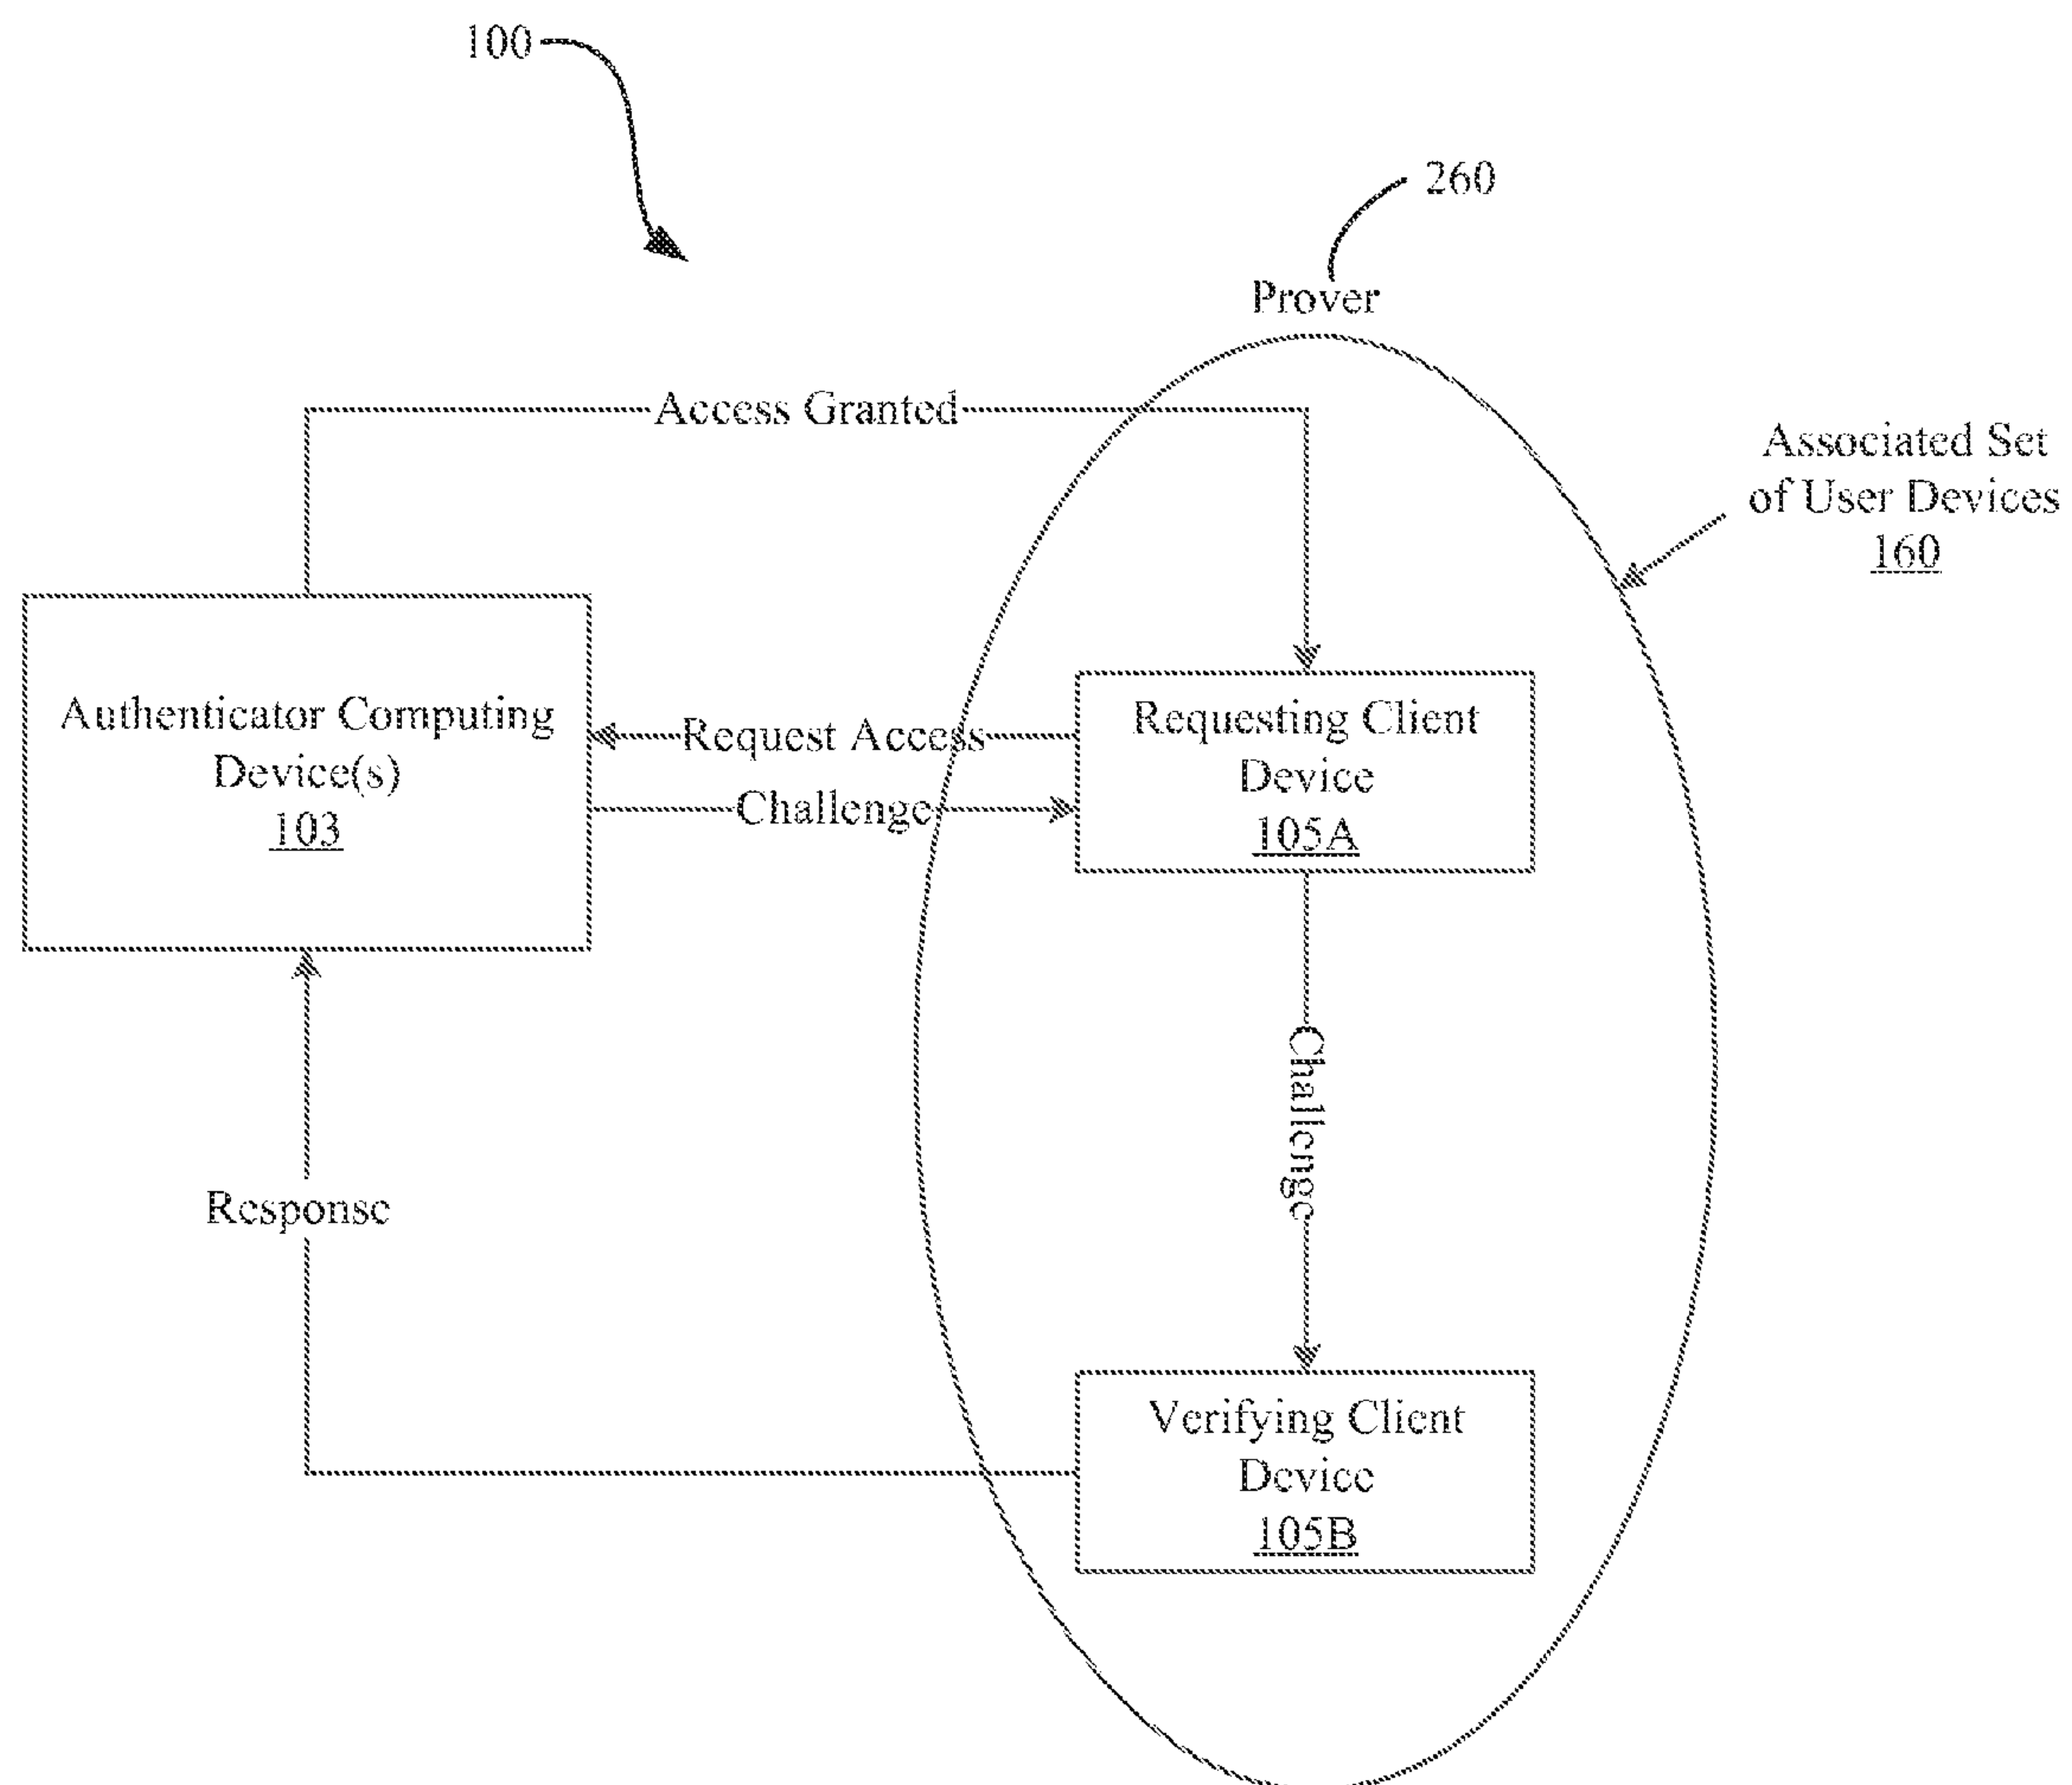 100
260
Prover
Access Granted
Associated Set
of User Devices
160
Authenticator Computing
Device(s)
103
Request Access
Challenge
Requesting Client
Device
105A
Challenge
Response
Verifying Client
Device
105B